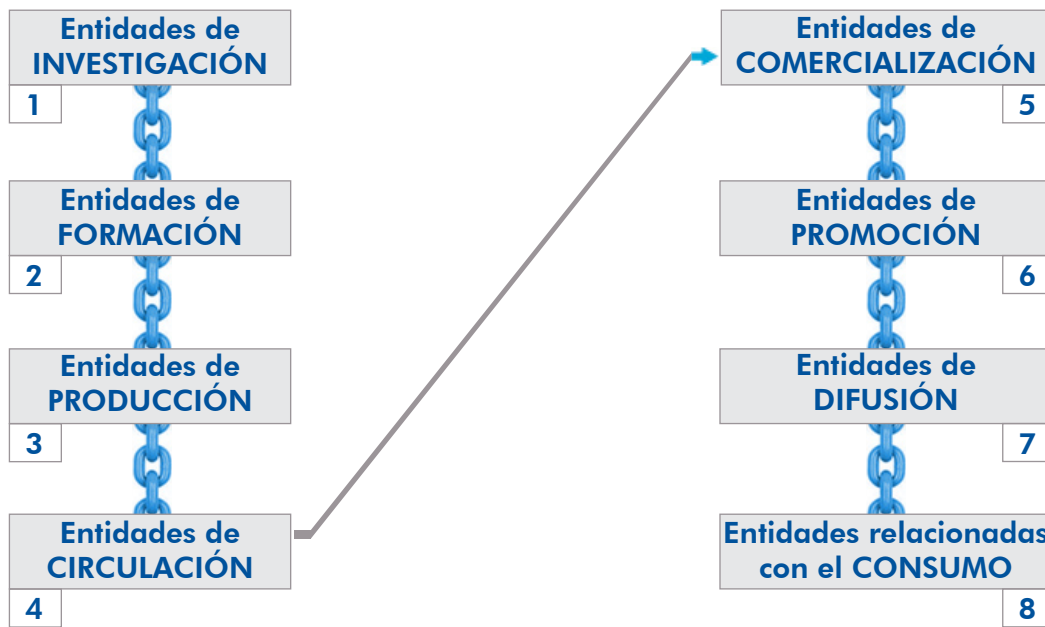 Entidades de
INVESTIGACIÓN
1
Entidades de
FORMACIÓN
2
Entidades de
PRODUCCIÓN
3
Entidades de
CIRCULACIÓN
4
Entidades de
COMERCIALIZACIÓN
5
Entidades de
PROMOCIÓN
6
Entidades de
DIFUSIÓN
7
Entidades relacionadas
con el CONSUMO
8